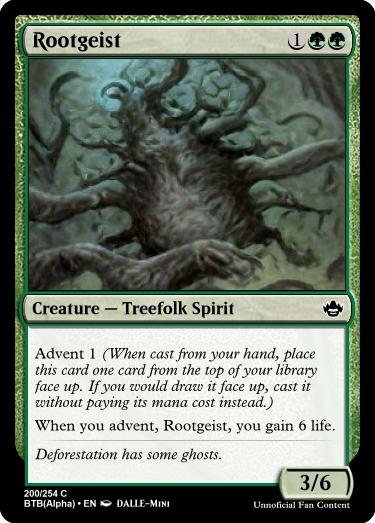 Rootgeist 1
Creature — Treefolk Spirit
Advent 1 (When cast from your hand, place
this card one card from the top of your library
face up. If you would draw it face up, cast it
without paying its mana cost instead.)
When you advent, Rootgeist, you gain 6 life.
Deforestation has some ghosts.
3/6
200/254 C
BTB(Alpha) • EN DALLE-Mini
Unofficial Fan Content